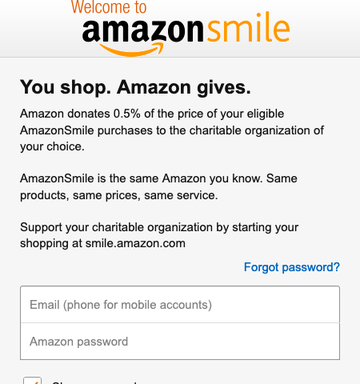 Welcome to
amazonsmile
You shop. Amazon gives.
Amazon donates 0.5% of the price of your eligible
AmazonSmile purchases to the charitable organization of
your choice.
AmazonSmile is the same Amazon you know. Same
products, same prices, same service.
Support your charitable organization by starting your
shopping at smile.amazon.com
Forgot password?
Email (phone for mobile accounts)
Amazon password